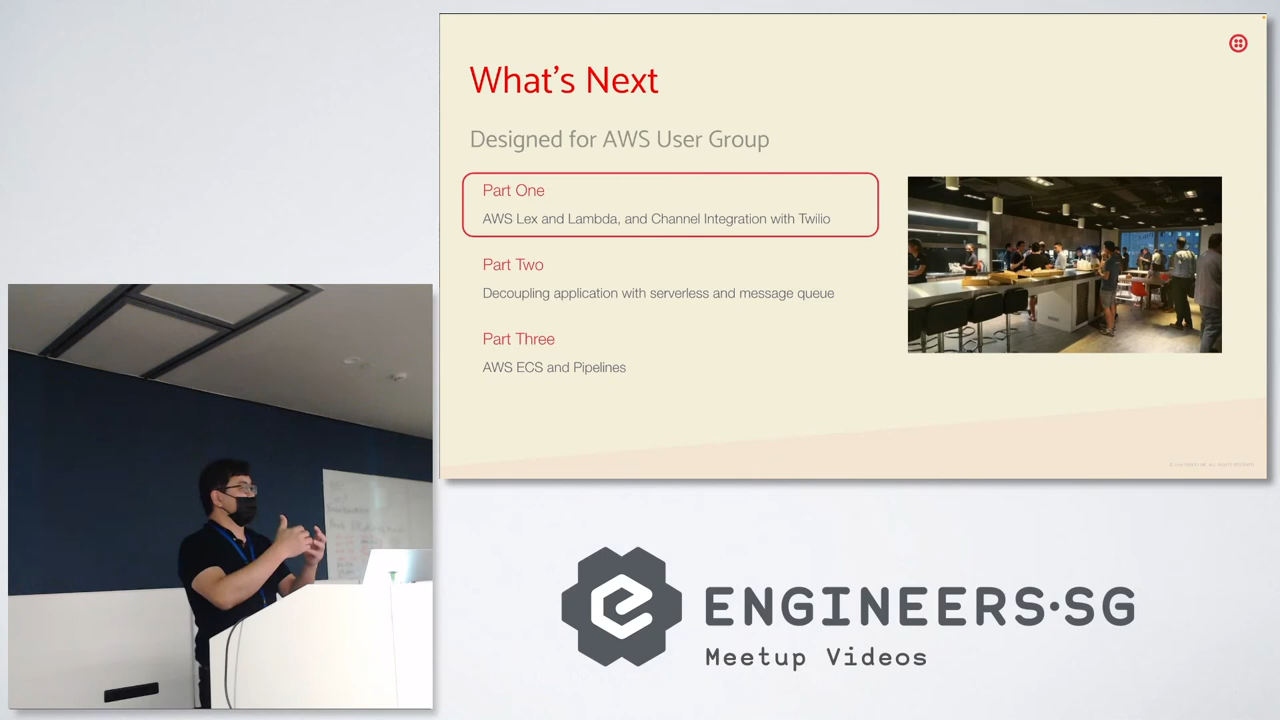 What's Next
Designed for AWS User Group
Part One
AWS Lex and Lambda, and Channel Integration with Twilio
Part Two
Decoupling application with serverless and message queue
Part Three
AWS ECS and Pipelines
ENGINEERS·SG
Meetup Videos